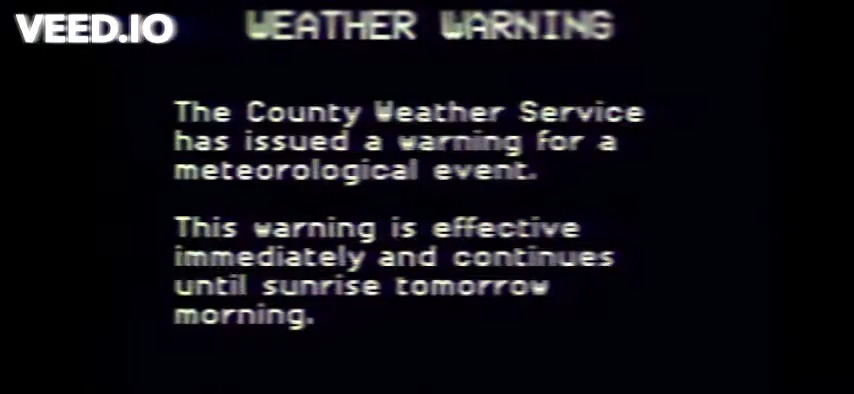 VEED.IO
WEATHER WARNING
The County Weather Service
has issued a warning for a
meteorological event.
This warning is effective
immediately and continues
until sunrise tomorrow
morning.